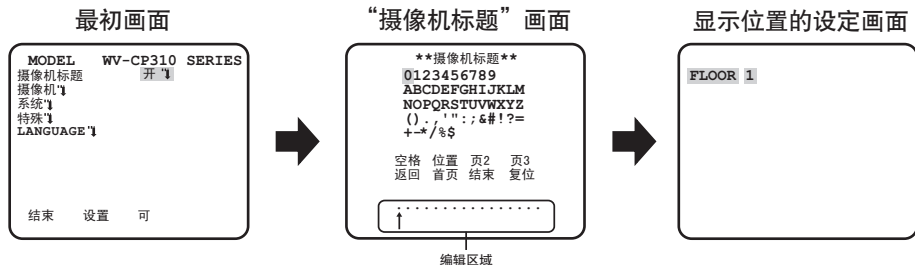 最初画面
MODEL WV-CP310 SERIES
摄像机标题 开
摄像机
系统
特殊
LANGUAGE
结束 设置 可
“摄像机标题”画面
**摄像机标题**
0123456789
ABCDEFGHIJKLM
NOPQRSTUVWXYZ
().,'":;&#!?=
+-*/%$
空格 位置 页2 页3
返回 首页 结束 复位
................
↑
编辑区域
显示位置的设定画面
FLOOR 1